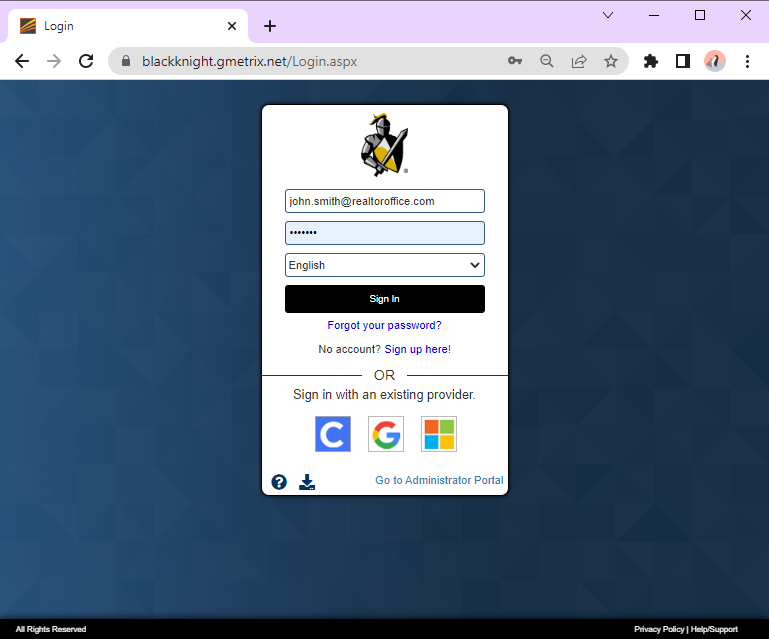 Login
blackknight.gmetrix.net/Login.aspx
®
john.smith@realtoroffice.com
•••••••
English
Sign In
Forgot your password?
No account? Sign up here!
OR
Sign in with an existing provider.
C G
? Go to Administrator Portal
All Rights Reserved Privacy Policy | Help/Support